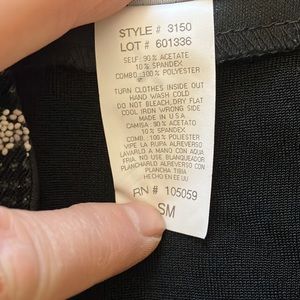 STYLE # 3150
LOT # 601336
SELF: 90% ACETATE
10% SPANDEX
COMBO: 100% POLYESTER
TURN CLOTHES INSIDE OUT
HAND WASH COLD
DO NOT BLEACH, DRY FLAT
COOL IRON WRONG SIDE
MADE IN U.S.A
CAMISA: 90% ACETATO
10% SPANDEX
COMBI: 100% POLIESTER
VIPE LA RUPA ALREVERSO
LAVARLO A MANO CON AQUA
FRIA. NO USE BLANQUEADOR
PLANCHARLO ALREVERSO CON
PLANCHA TIBIA
HECHO EN EE UU
RN # 105059
SM